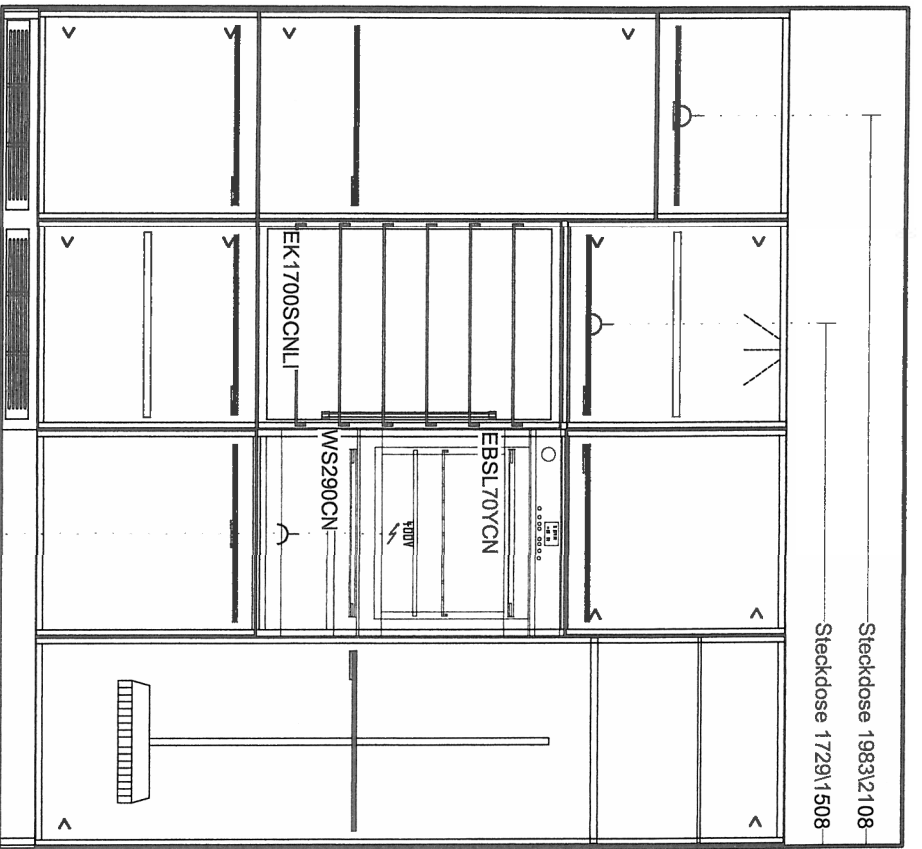 Steckdose 1983\2108
Steckdose 1729\1508
EBSL70YCN
400V
WS290CN
EK1700SCNLI